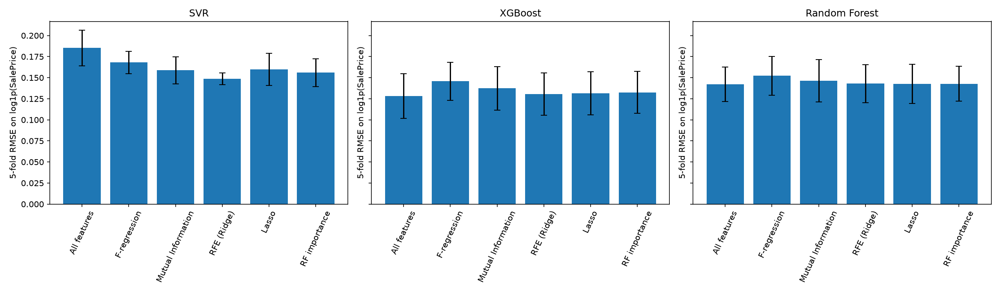 SVR
XGBoost
Random Forest
5-fold RMSE on log1p(SalePrice)
0.200
0.175
0.150
0.125
0.100
0.075
0.050
0.025
0.000
All features
F-regression
Mutual Information
RFE (Ridge)
Lasso
RF importance
5-fold RMSE on log1p(SalePrice)
All features
F-regression
Mutual Information
RFE (Ridge)
Lasso
RF importance
5-fold RMSE on log1p(SalePrice)
All features
F-regression
Mutual Information
RFE (Ridge)
Lasso
RF importance